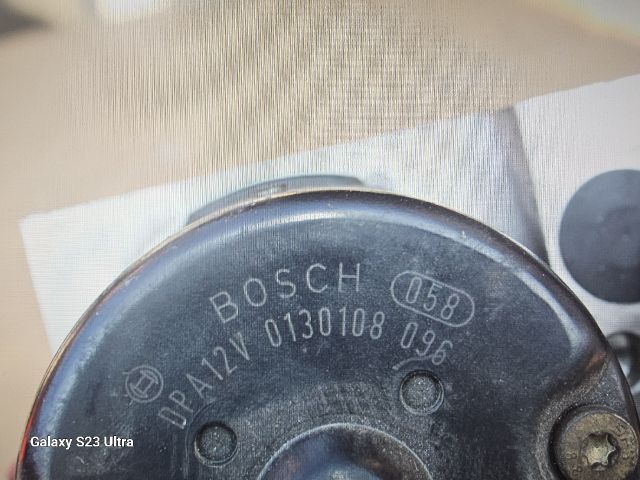 BOSCH 058
DPA12V 0130108 096
Galaxy S23 Ultra